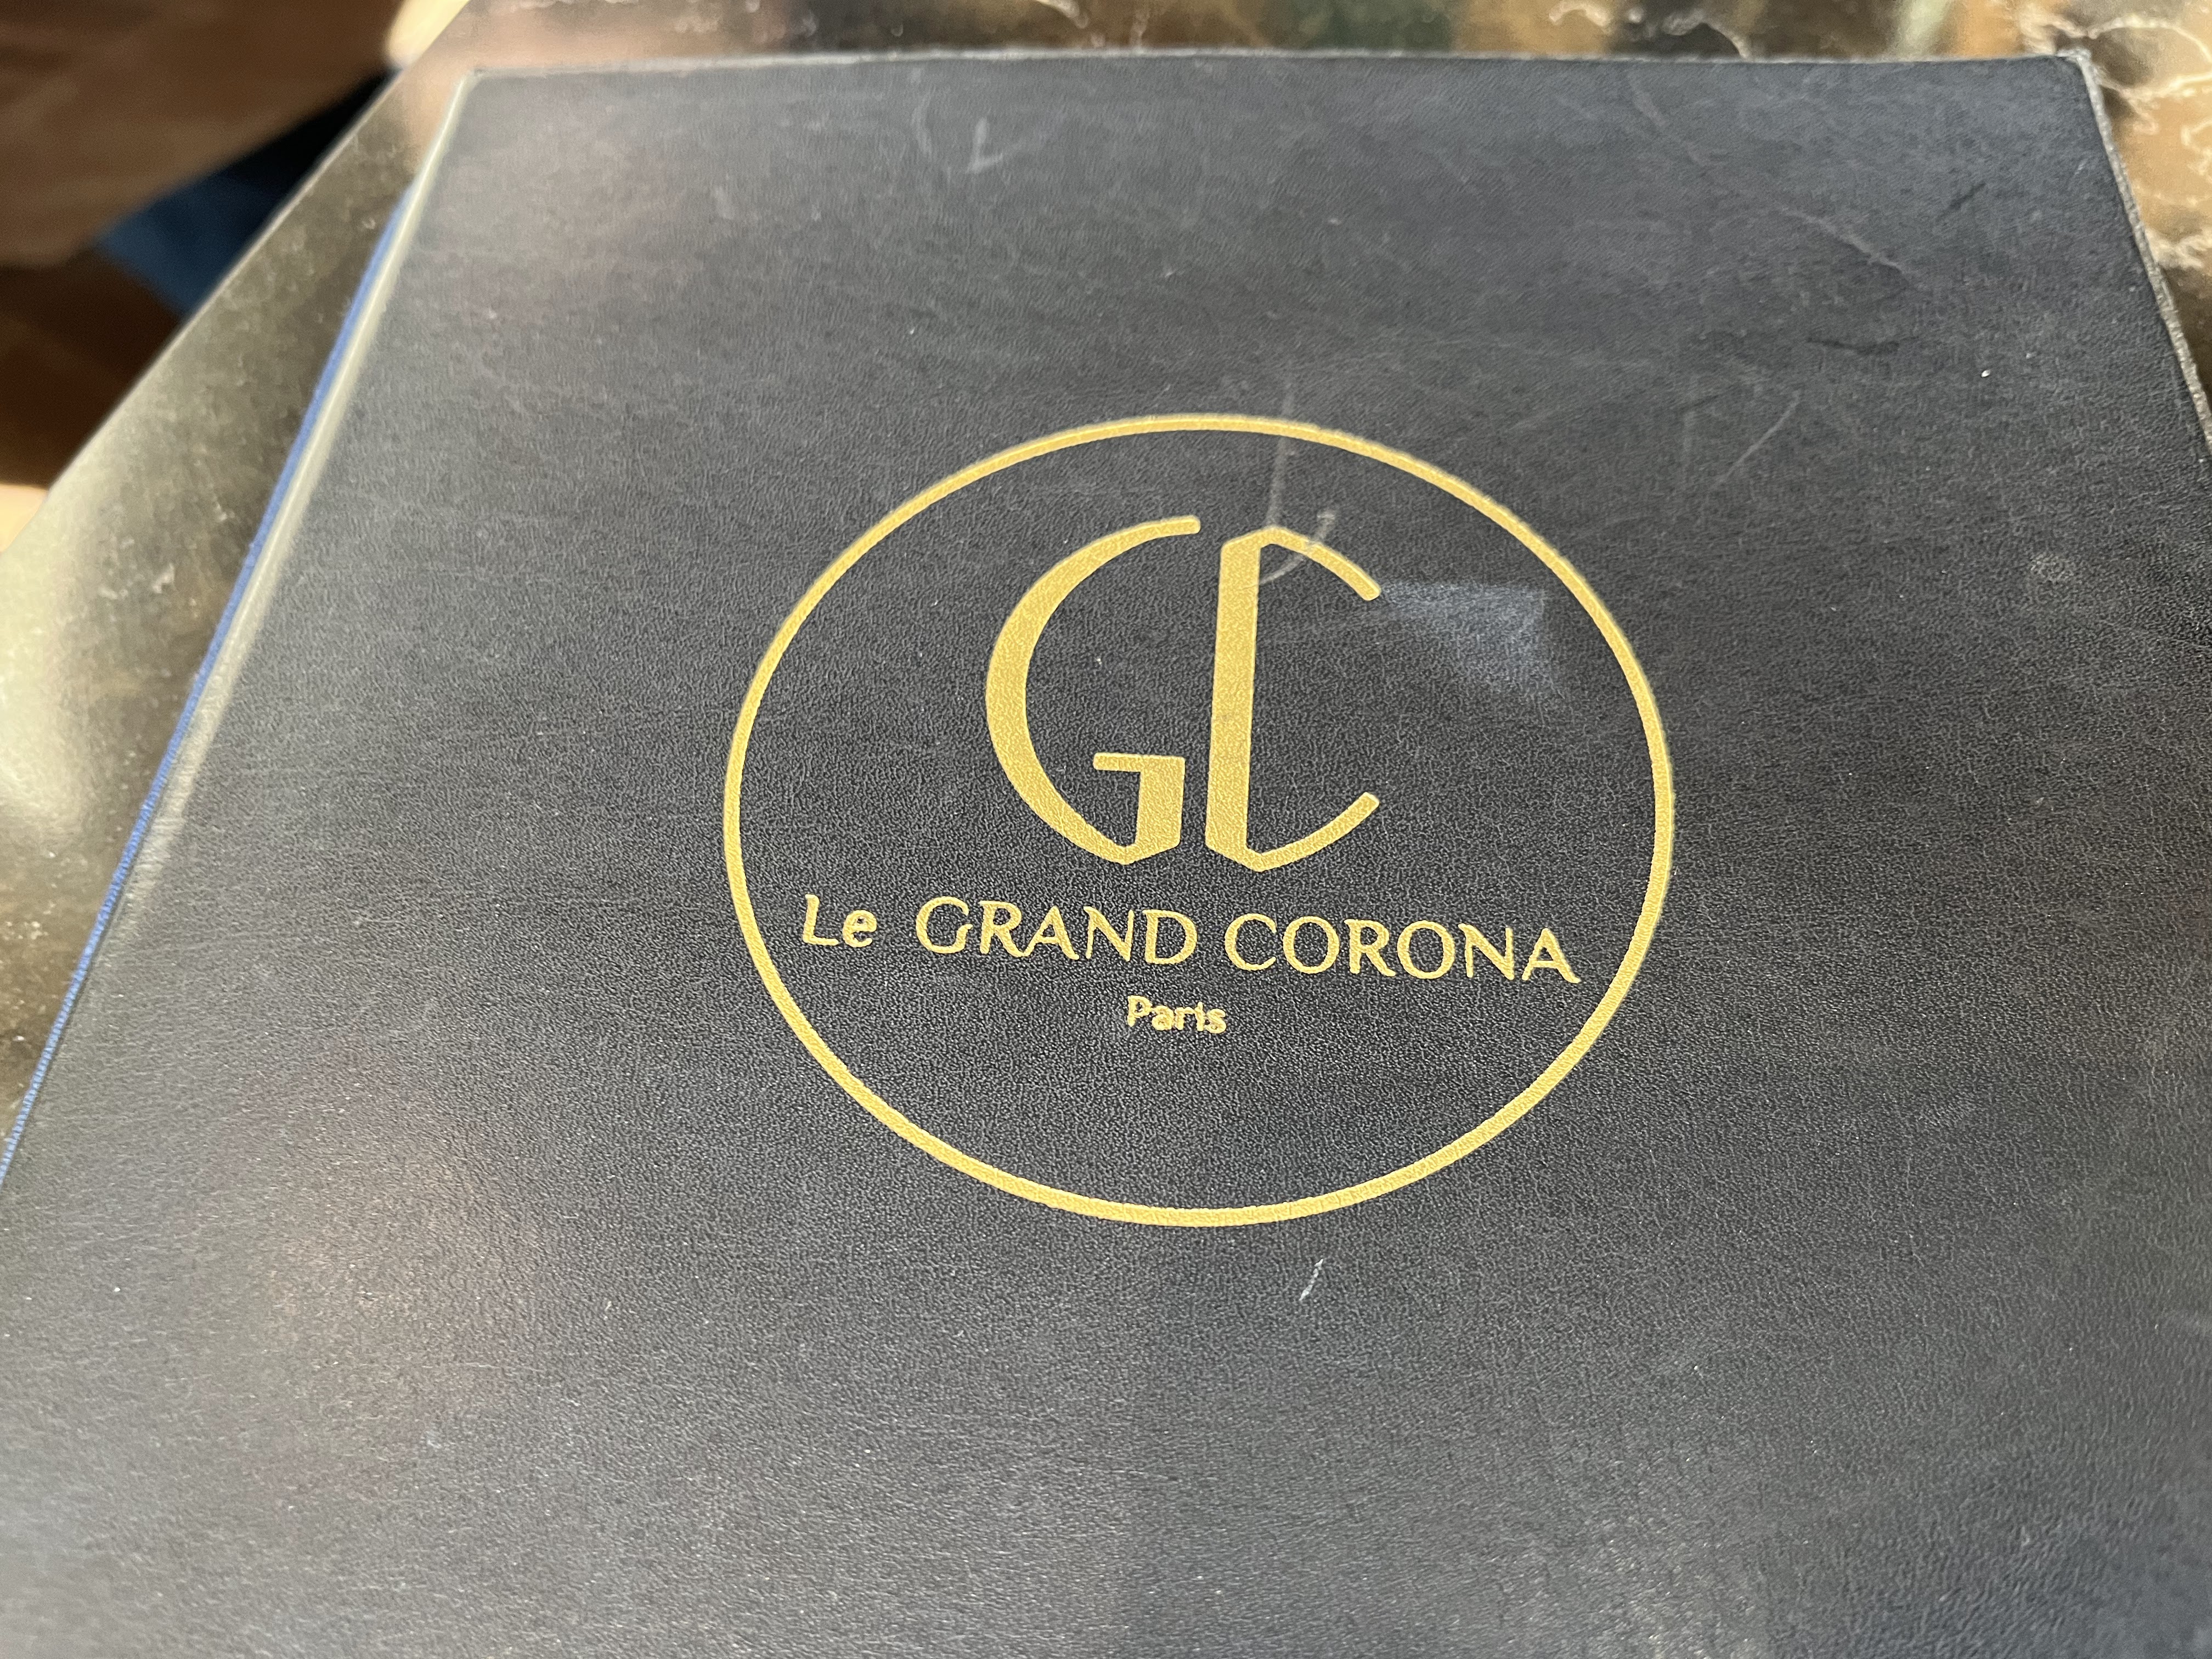 GC
Le GRAND CORONA
Paris